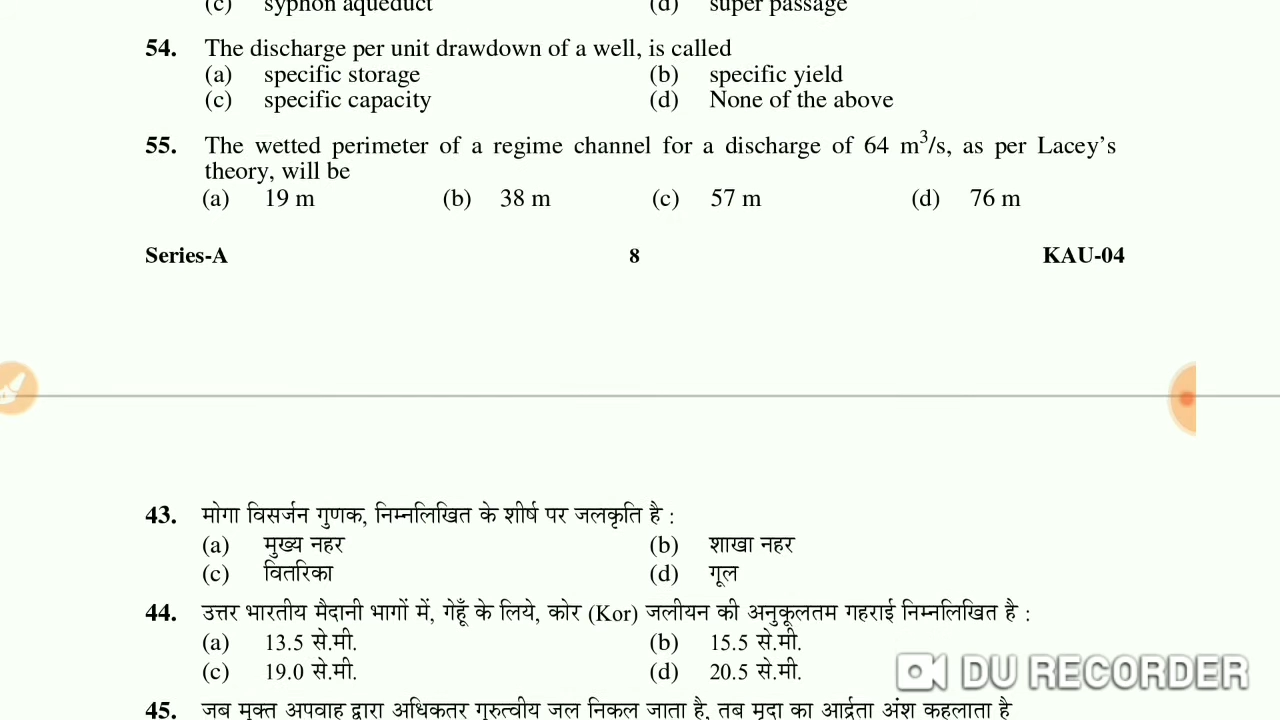 (c) syphon aqueduct (d) super passage
54. The discharge per unit drawdown of a well, is called
(a) specific storage (b) specific yield
(c) specific capacity (d) None of the above
55. The wetted perimeter of a regime channel for a discharge of 64 m³/s, as per Lacey’s
theory, will be
(a) 19 m (b) 38 m (c) 57 m (d) 76 m
Series-A 8 KAU-04
43. मोगा विसर्जन गुणक, निम्नलिखित के शीर्ष पर जलकृति है :
(a) मुख्य नहर (b) शाखा नहर
(c) वितरिका (d) गूल
44. उत्तर भारतीय मैदानी भागों में, गेहूँ के लिये, कोर (Kor) जलीयन की अनुकूलतम गहराई निम्नलिखित है :
(a) 13.5 से.मी. (b) 15.5 से.मी.
(c) 19.0 से.मी. (d) 20.5 से.मी.
DU RECORDER
45. जब मुक्त अपवाह द्वारा अधिकतर गुरुत्वीय जल निकल जाता है, तब मृदा का आर्द्रता अंश कहलाता है